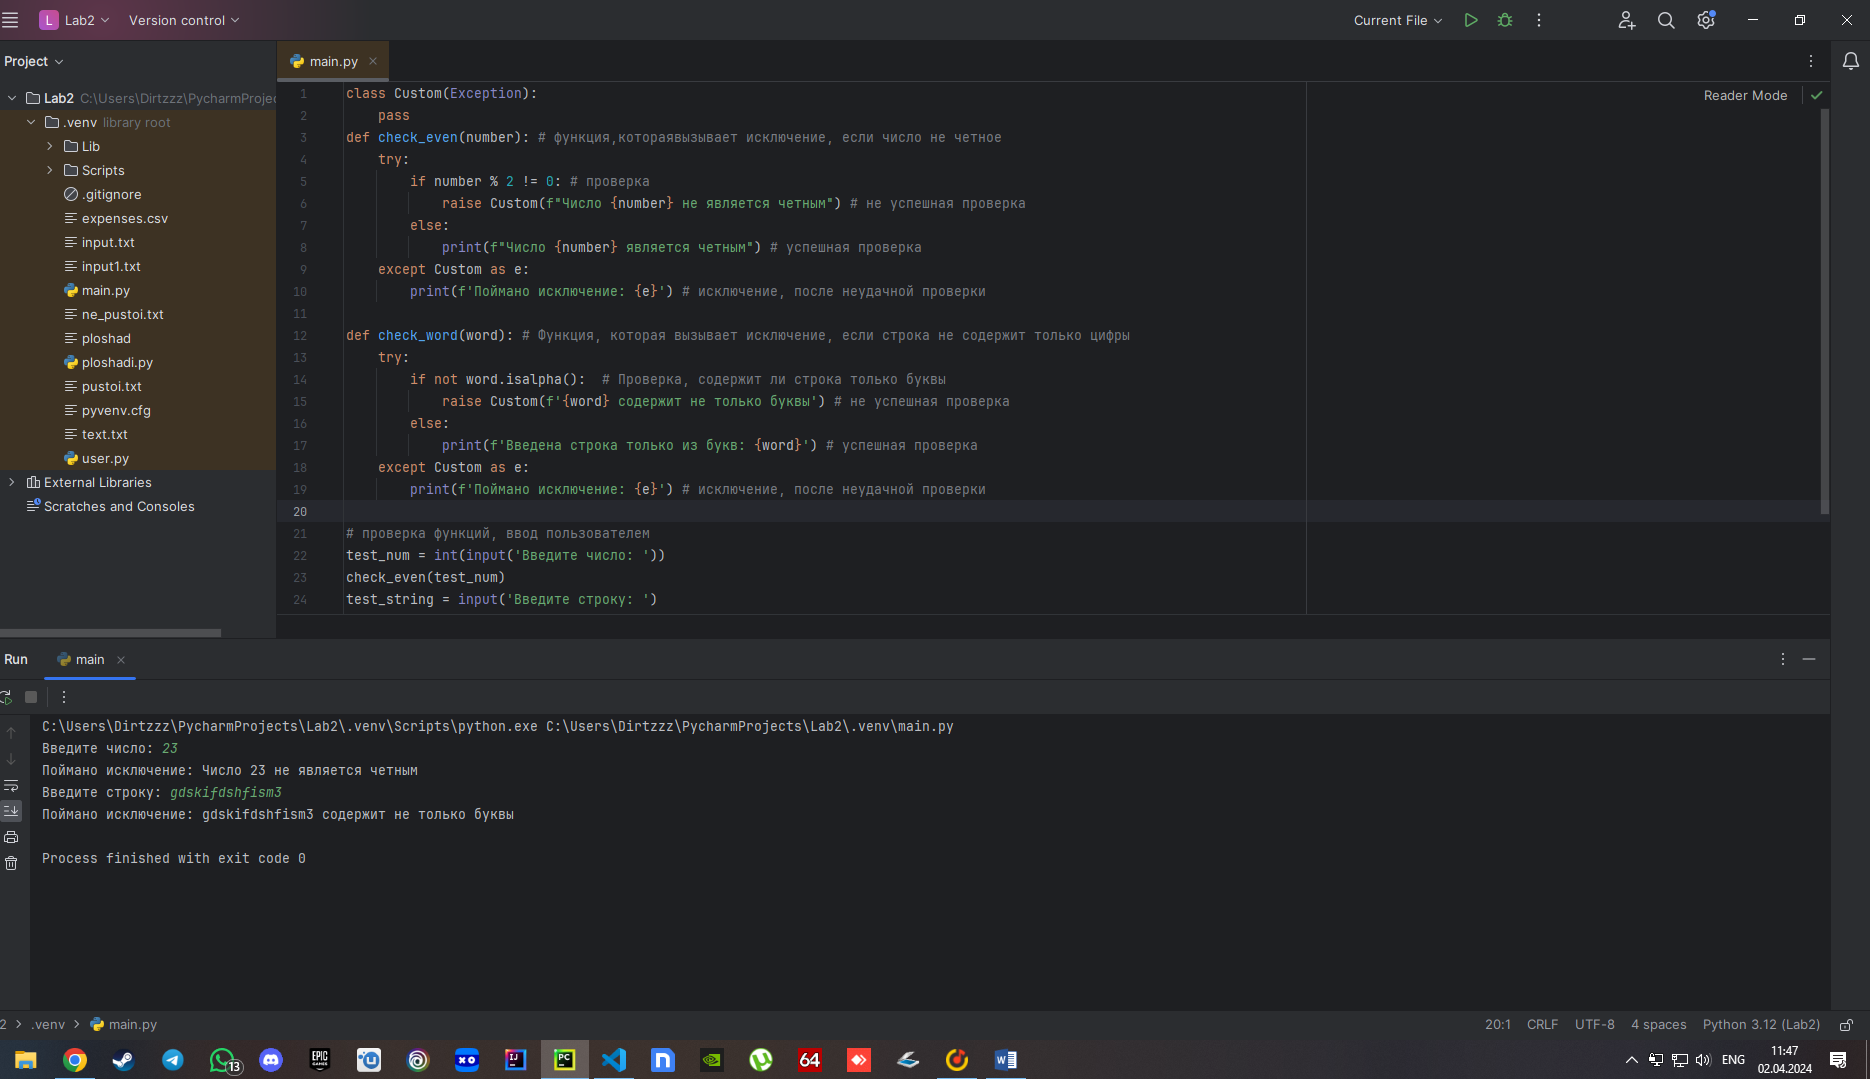 L Lab2 Version control Current File
Project
main.py
Lab2 C:\Users\Dirtzzz\PycharmProjec
.venv library root
Lib
Scripts
.gitignore
expenses.csv
input.txt
input1.txt
main.py
ne_pustoi.txt
ploshad
ploshadi.py
pustoi.txt
pyvenv.cfg
text.txt
user.py
External Libraries
Scratches and Consoles
Reader Mode
1 class Custom(Exception):
2 pass
3 def check_even(number): # функция,котораявызывает исключение, если число не четное
4 try:
5 if number % 2 != 0: # проверка
6 raise Custom(f"Число {number} не является четным") # не успешная проверка
7 else:
8 print(f"Число {number} является четным") # успешная проверка
9 except Custom as e:
10 print(f'Поймано исключение: {e}') # исключение, после неудачной проверки
11
12 def check_word(word): # Функция, которая вызывает исключение, если строка не содержит только цифры
13 try:
14 if not word.isalpha():  # Проверка, содержит ли строка только буквы
15 raise Custom(f'{word} содержит не только буквы') # не успешная проверка
16 else:
17 print(f'Введена строка только из букв: {word}') # успешная проверка
18 except Custom as e:
19 print(f'Поймано исключение: {e}') # исключение, после неудачной проверки
20
21 # проверка функций, ввод пользователем
22 test_num = int(input('Введите число: '))
23 check_even(test_num)
24 test_string = input('Введите строку: ')
Run main
C:\Users\Dirtzzz\PycharmProjects\Lab2\.venv\Scripts\python.exe C:\Users\Dirtzzz\PycharmProjects\Lab2\.venv\main.py
Введите число: 23
Поймано исключение: Число 23 не является четным
Введите строку: gdskifdshfism3
Поймано исключение: gdskifdshfism3 содержит не только буквы
Process finished with exit code 0
2 .venv main.py 20:1 CRLF UTF-8 4 spaces Python 3.12 (Lab2)
13 EPIC GAMES XO IJ PC 64 ENG 11:47
02.04.2024